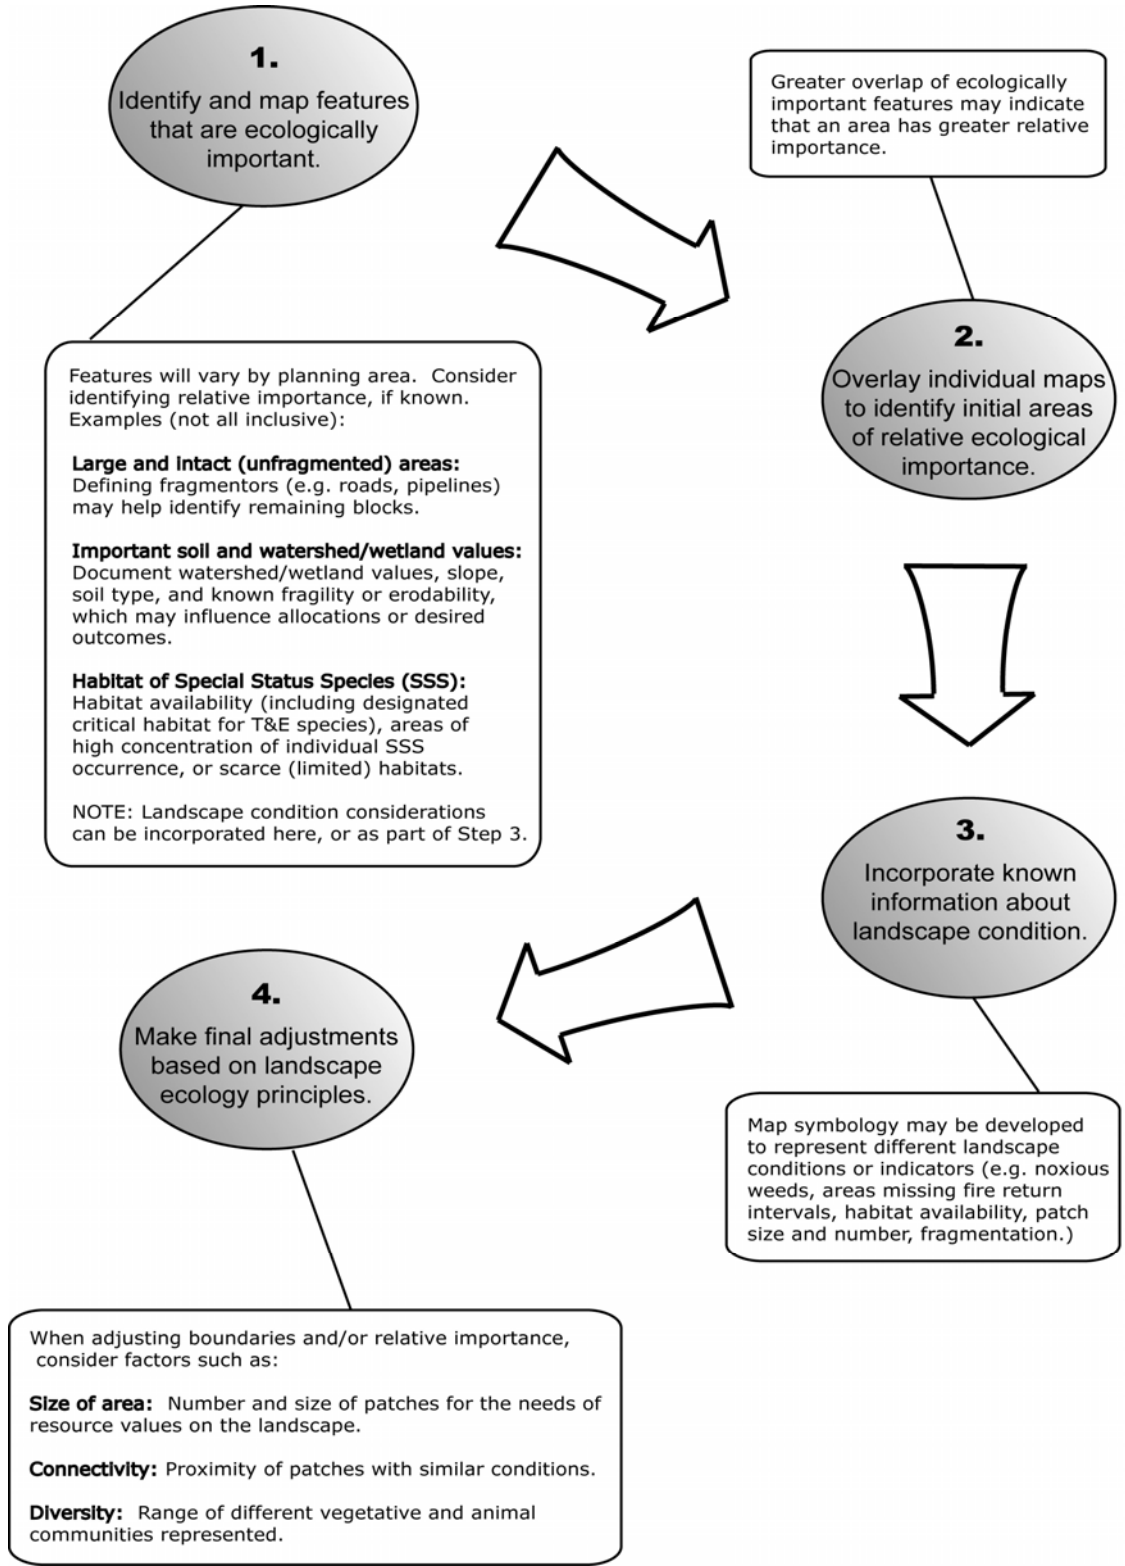 1.
Identify and map features
that are ecologically
important.
Greater overlap of ecologically
important features may indicate
that an area has greater relative
importance.
2.
Overlay individual maps
to identify initial areas
of relative ecological
importance.
Features will vary by planning area.  Consider
identifying relative importance, if known.
Examples (not all inclusive):
Large and intact (unfragmented) areas:
Defining fragmentors (e.g. roads, pipelines)
may help identify remaining blocks.
Important soil and watershed/wetland values:
Document watershed/wetland values, slope,
soil type, and known fragility or erodability,
which may influence allocations or desired
outcomes.
Habitat of Special Status Species (SSS):
Habitat availability (including designated
critical habitat for T&E species), areas of
high concentration of individual SSS
occurrence, or scarce (limited) habitats.
NOTE: Landscape condition considerations
can be incorporated here, or as part of Step 3.
3.
Incorporate known
information about
landscape condition.
Map symbology may be developed
to represent different landscape
conditions or indicators (e.g. noxious
weeds, areas missing fire return
intervals, habitat availability, patch
size and number, fragmentation.)
4.
Make final adjustments
based on landscape
ecology principles.
When adjusting boundaries and/or relative importance,
consider factors such as:
Size of area:  Number and size of patches for the needs of
resource values on the landscape.
Connectivity: Proximity of patches with similar conditions.
Diversity:  Range of different vegetative and animal
communities represented.